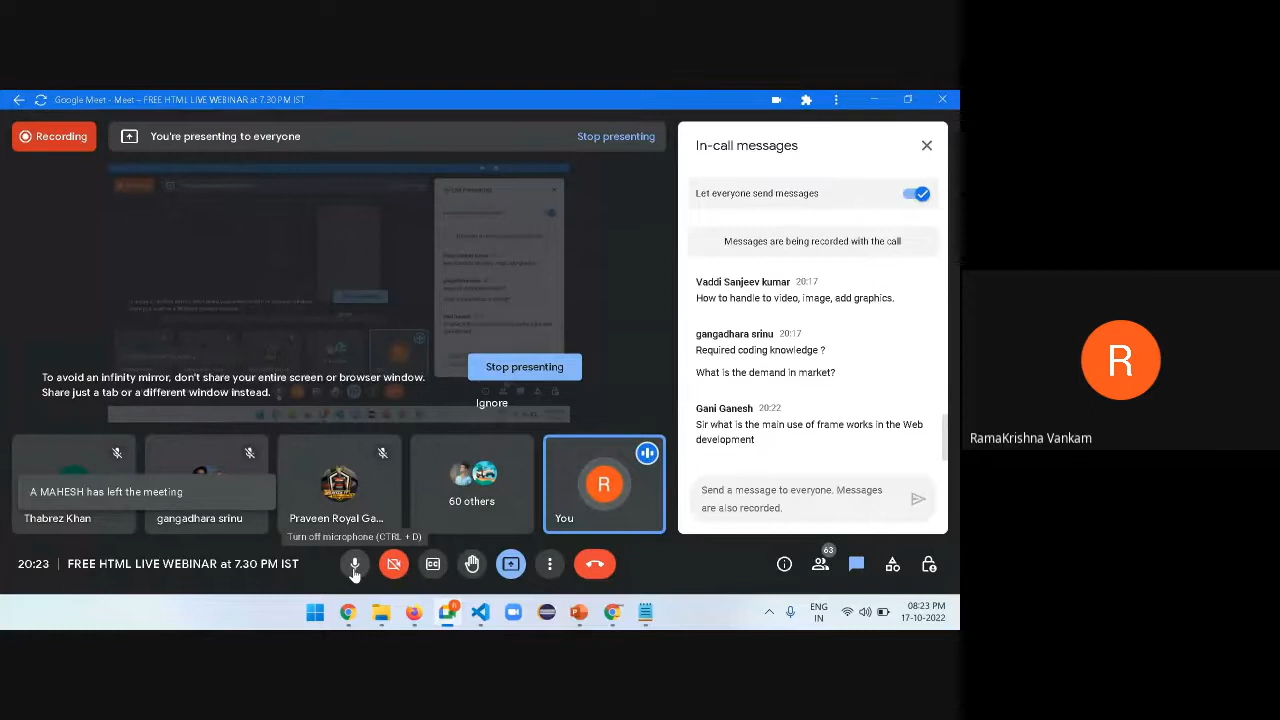 Google Meet - Meet – FREE HTML LIVE WEBINAR at 7.30 PM IST
Recording
You're presenting to everyone
Stop presenting
To avoid an infinity mirror, don't share your entire screen or browser window.
Share just a tab or a different window instead.
Stop presenting
Ignore
A MAHESH has left the meeting
Thabrez Khan
gangadhara srinu
Praveen Royal Ga...
60 others
R
You
Turn off microphone (CTRL + D)
In-call messages
Let everyone send messages
Messages are being recorded with the call
Vaddi Sanjeev kumar 20:17
How to handle to video, image, add graphics.
gangadhara srinu 20:17
Required coding knowledge ?
What is the demand in market?
Gani Ganesh 20:22
Sir what is the main use of frame works in the Web
development
Send a message to everyone. Messages
are also recorded.
20:23 | FREE HTML LIVE WEBINAR at 7.30 PM IST
63
ENG
IN
08:23 PM
17-10-2022
R
RamaKrishna Vankam